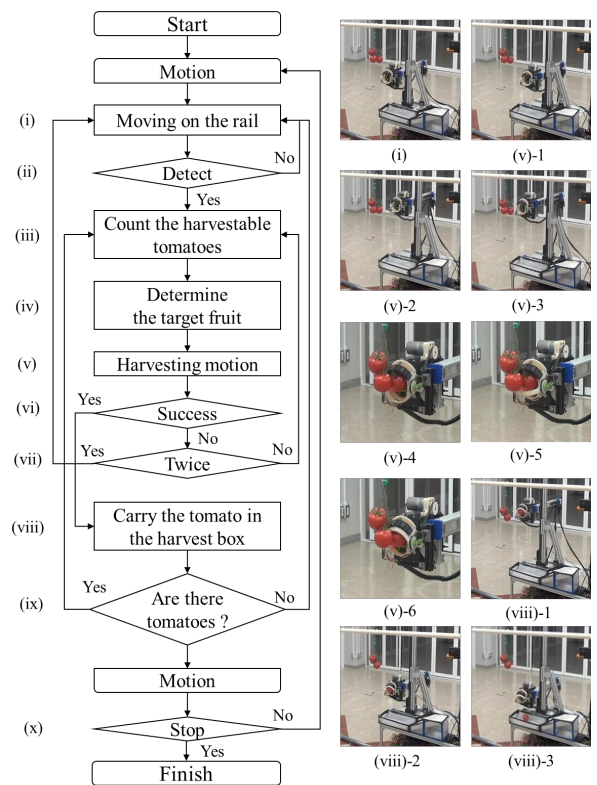 Start
Motion
(i)
Moving on the rail
(ii)
Detect
No
Yes
(iii)
Count the harvestable
tomatoes
(iv)
Determine
the target fruit
(v)
Harvesting motion
(vi)
Yes
Success
No
(vii)
Yes
Twice
No
(viii)
Carry the tomato in
the harvest box
(ix)
Yes
Are there
tomatoes ?
No
Motion
(x)
Stop
No
Yes
Finish
(i)
(v)-1
(v)-2
(v)-3
(v)-4
(v)-5
(v)-6
(viii)-1
(viii)-2
(viii)-3